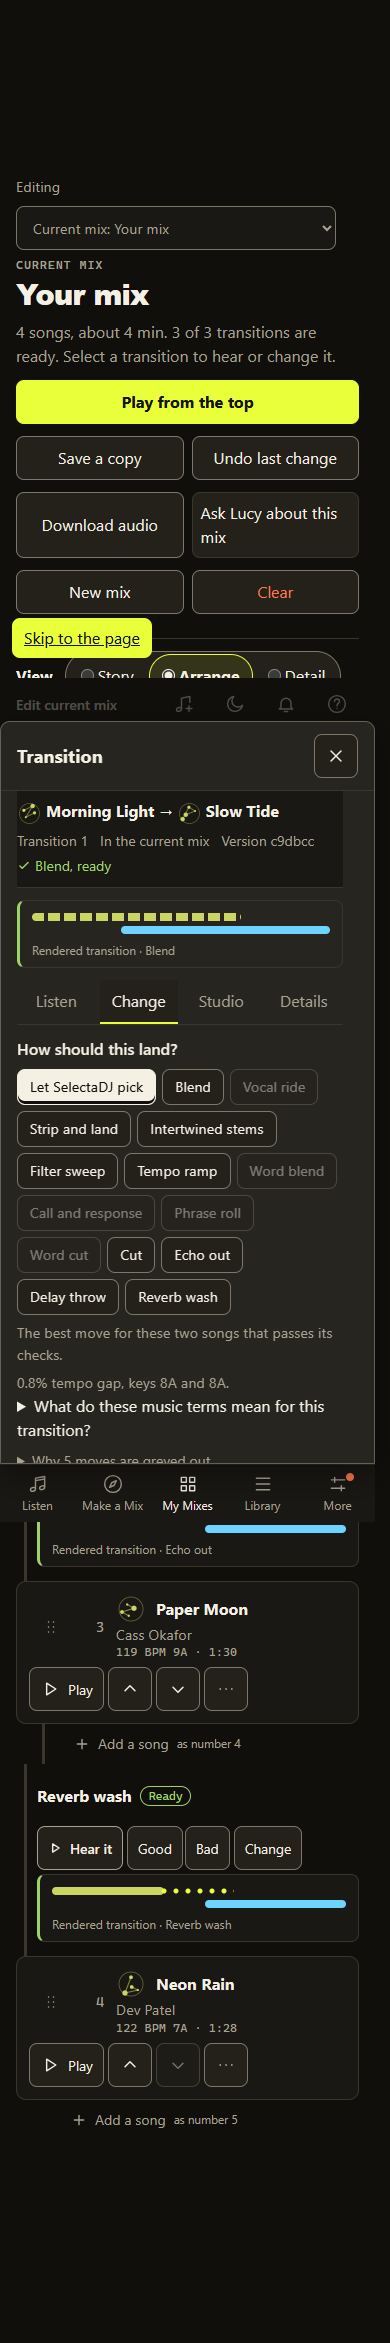 Editing
Current mix: Your mix
CURRENT MIX
Your mix
4 songs, about 4 min. 3 of 3 transitions are
ready. Select a transition to hear or change it.
Play from the top
Save a copy
Undo last change
Download audio
Ask Lucy about this
mix
New mix
Clear
Skip to the page
View
Story
Arrange
Detail
Edit current mix
Transition
Morning Light → Slow Tide
Transition 1 In the current mix Version c9dbcc
✓ Blend, ready
Rendered transition · Blend
Listen
Change
Studio
Details
How should this land?
Let SelectaDJ pick
Blend
Vocal ride
Strip and land
Intertwined stems
Filter sweep
Tempo ramp
Word blend
Call and response
Phrase roll
Word cut
Cut
Echo out
Delay throw
Reverb wash
The best move for these two songs that passes its
checks.
0.8% tempo gap, keys 8A and 8A.
What do these music terms mean for this
transition?
Why 5 moves are greyed out
Listen
Make a Mix
My Mixes
Library
More
Rendered transition · Echo out
3
Paper Moon
Cass Okafor
119 BPM 9A · 1:30
Play
Add a song as number 4
Reverb wash
Ready
Hear it
Good
Bad
Change
Rendered transition · Reverb wash
4
Neon Rain
Dev Patel
122 BPM 7A · 1:28
Play
Add a song as number 5